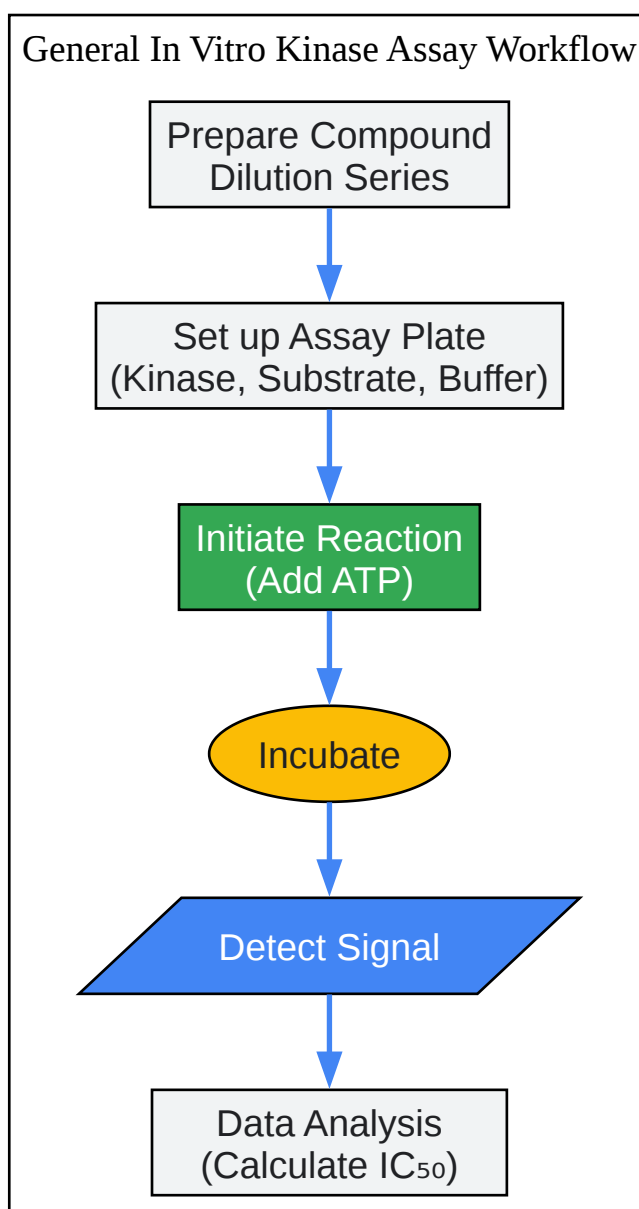 General In Vitro Kinase Assay Workflow
Prepare Compound
Dilution Series
Set up Assay Plate
(Kinase, Substrate, Buffer)
Initiate Reaction
(Add ATP)
Incubate
Detect Signal
Data Analysis
(Calculate IC₅₀)